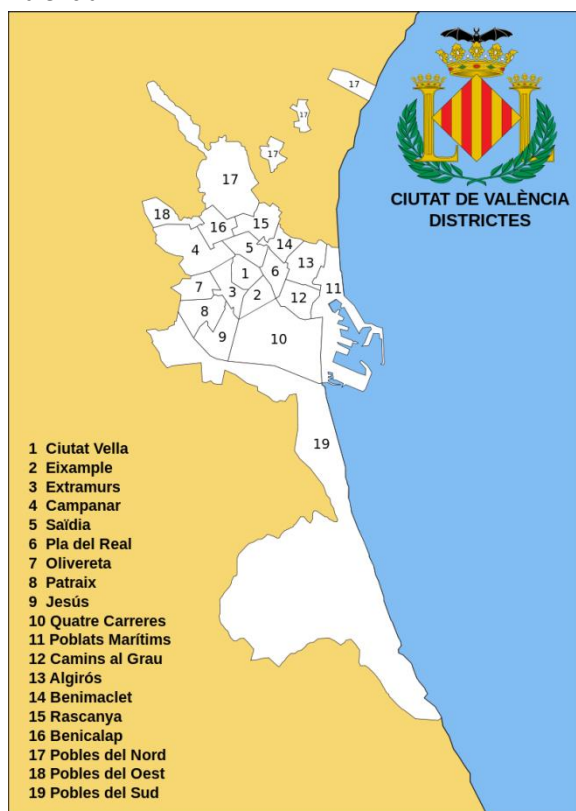 17
17
L L
17
CIUTAT DE VALÈNCIA
DISTRICTES
17
18
16
15
4
5
14
13
1
6
11
7
3
2
12
8
9
10
19
1 Ciutat Vella
2 Eixample
3 Extramurs
4 Campanar
5 Saïdia
6 Pla del Real
7 Olivereta
8 Patraix
9 Jesús
10 Quatre Carreres
11 Poblats Marítims
12 Camins al Grau
13 Algirós
14 Benimaclet
15 Rascanya
16 Benicalap
17 Pobles del Nord
18 Pobles del Oest
19 Pobles del Sud